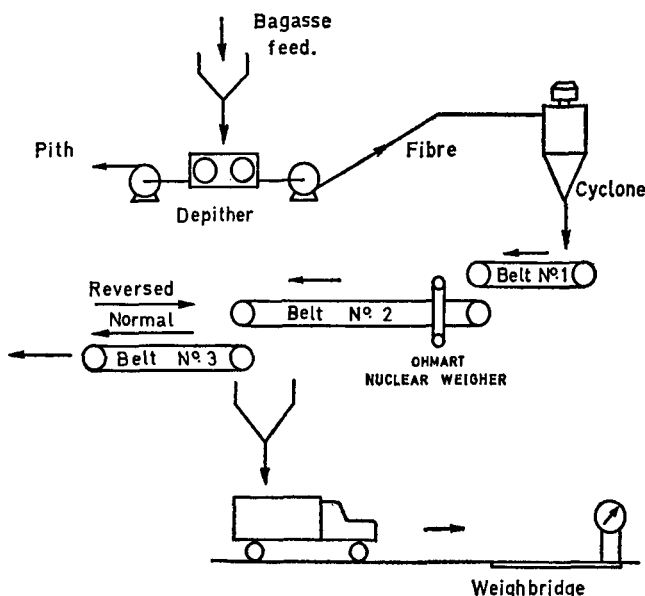 Bagasse
feed.
Pith
Depither
Fibre
Cyclone
Belt Nº1
Reversed
Normal
Belt Nº 2
Belt Nº 3
OHMART
NUCLEAR WEIGHER
Weighbridge